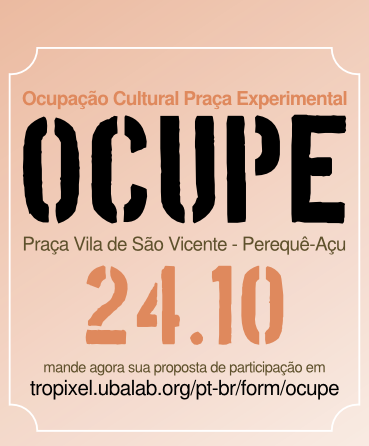 Ocupação Cultural Praça Experimental
OCUPE
Praça Vila de São Vicente - Perequê-Açu
24.10
mande agora sua proposta de participação em
tropixel.ubalab.org/pt-br/form/ocupe